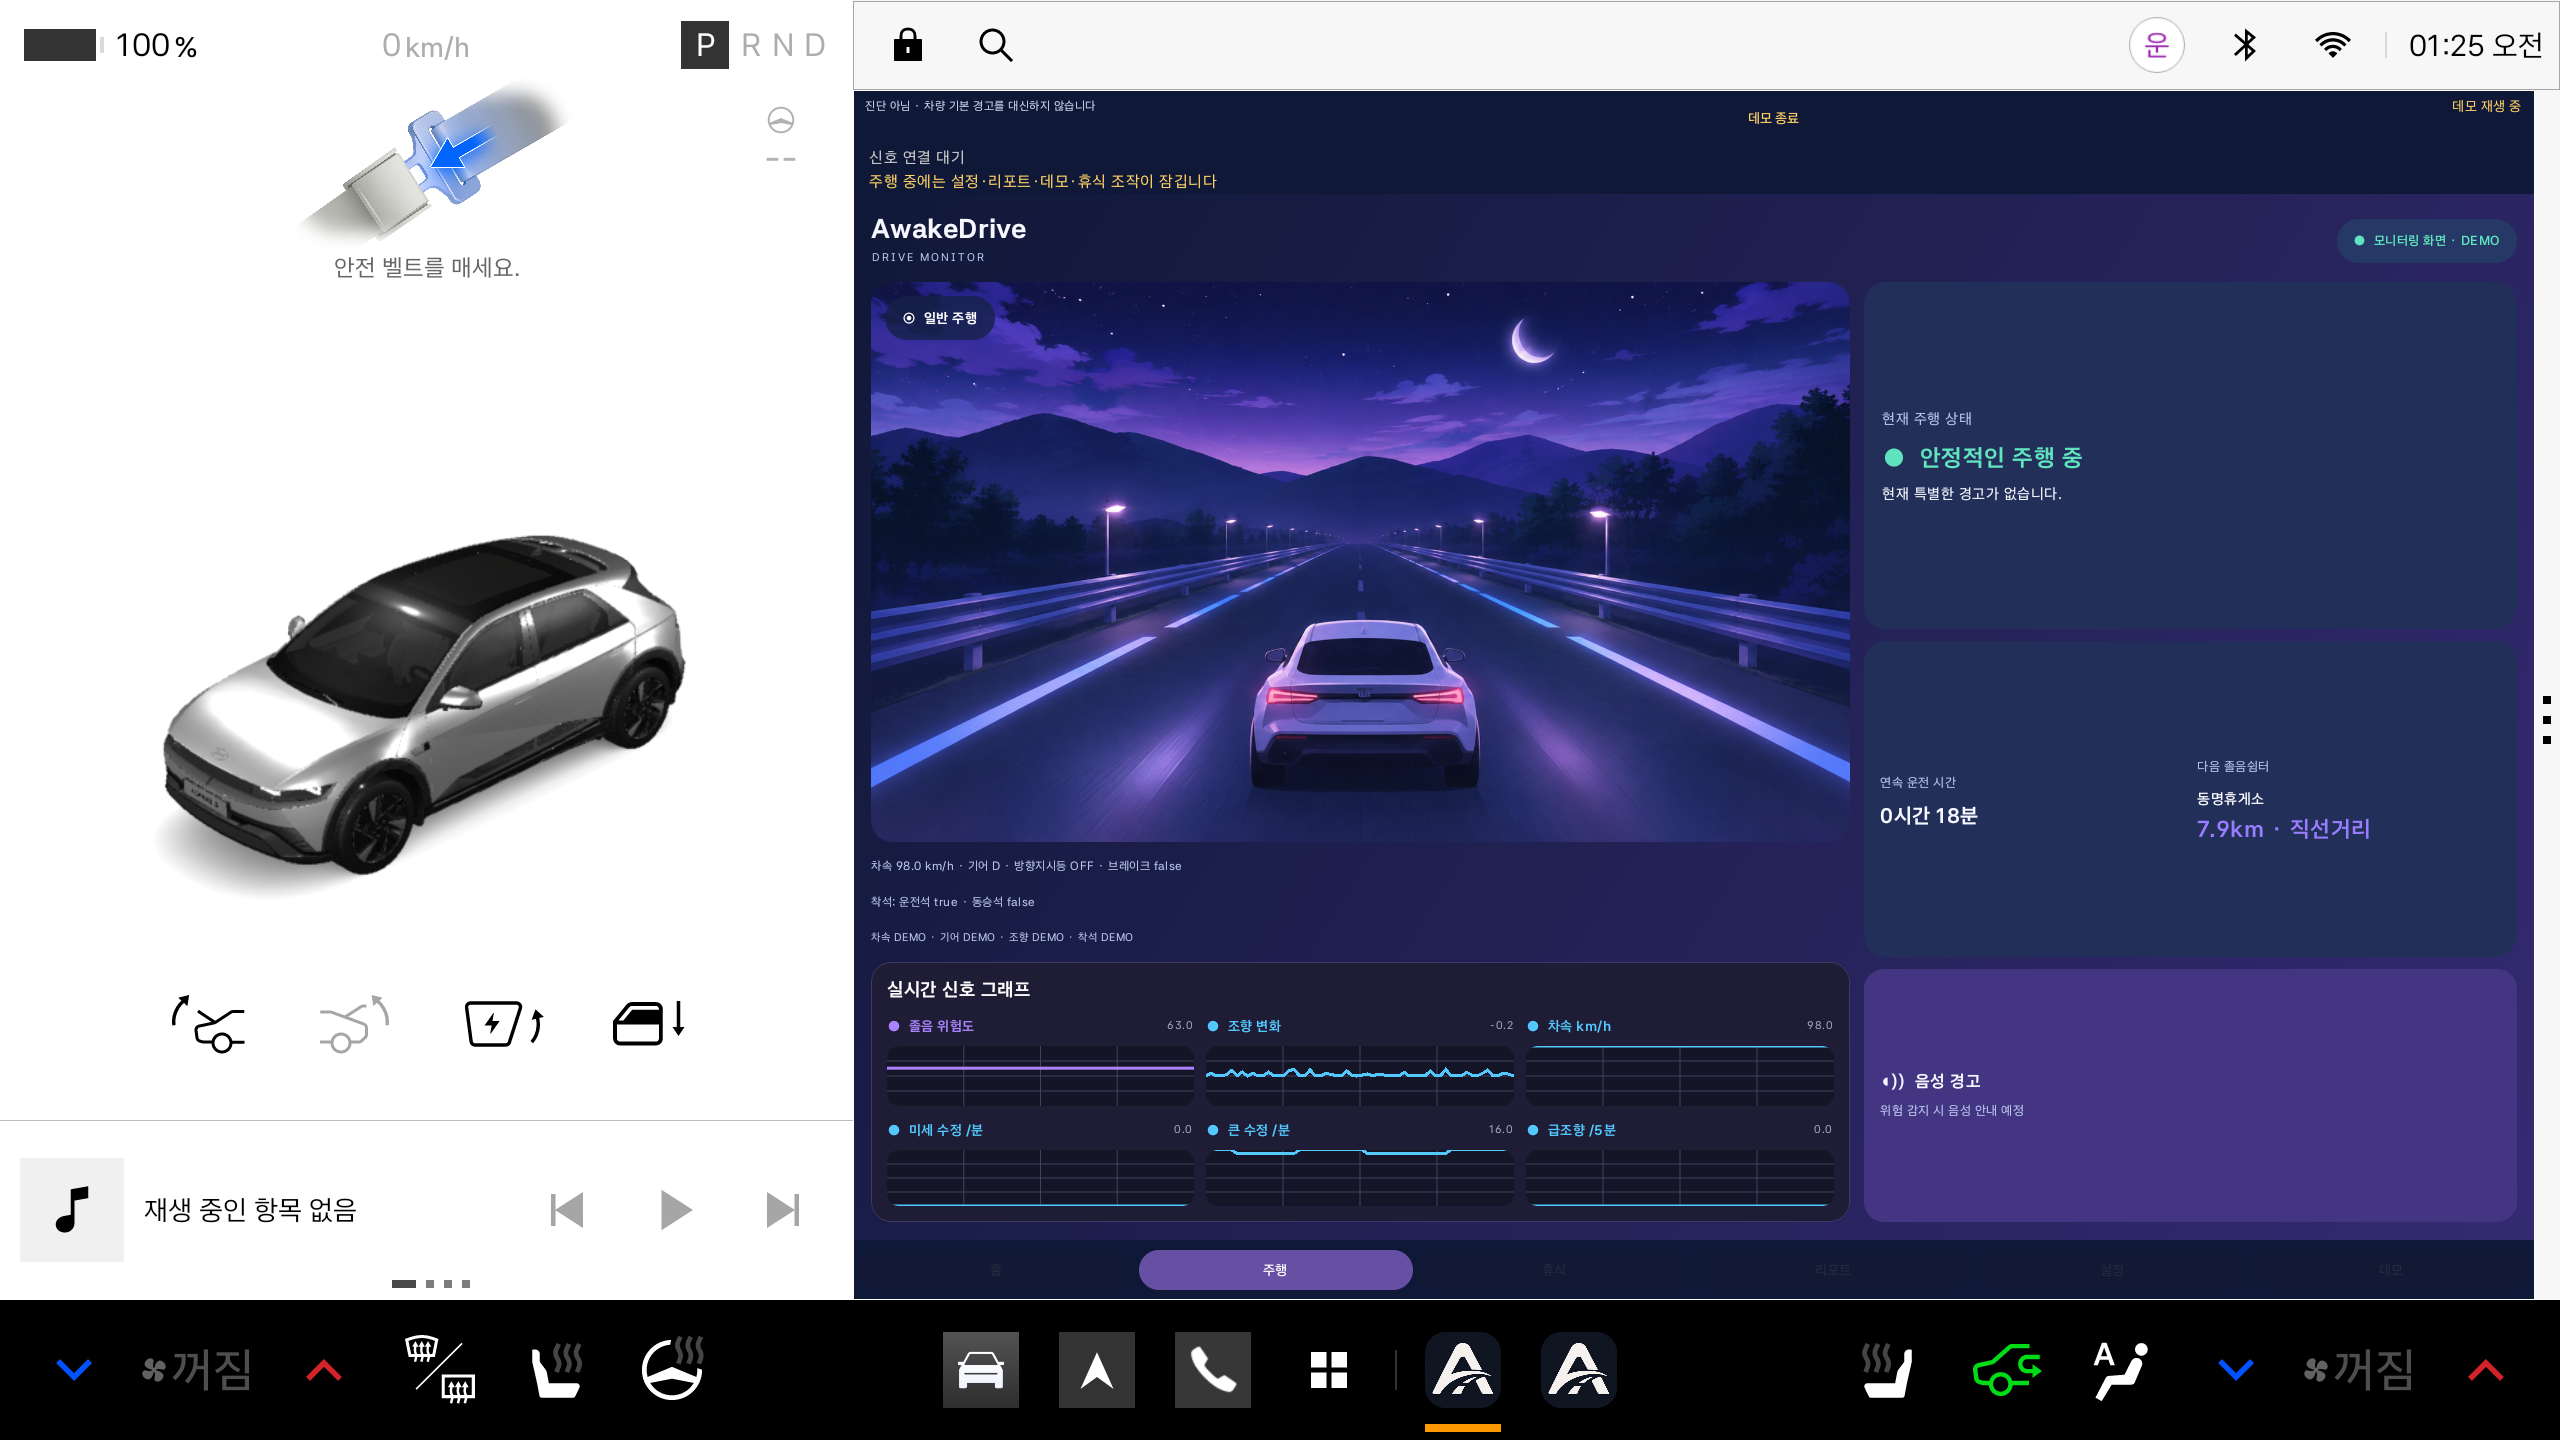 100 %
0 km/h
P R N D
안전 벨트를 매세요.
재생 중인 항목 없음
운
01:25 오전
진단 아님 · 차량 기본 경고를 대신하지 않습니다
데모 종료
데모 재생 중
신호 연결 대기
주행 중에는 설정·리포트·데모·휴식 조작이 잠깁니다
AwakeDrive
DRIVE MONITOR
모니터링 화면 · DEMO
일반 주행
현재 주행 상태
안정적인 주행 중
현재 특별한 경고가 없습니다.
연속 운전 시간
0시간 18분
다음 졸음쉼터
동명휴게소
7.9km · 직선거리
차속 98.0 km/h · 기어 D · 방향지시등 OFF · 브레이크 false
착석: 운전석 true · 동승석 false
차속 DEMO · 기어 DEMO · 조향 DEMO · 착석 DEMO
실시간 신호 그래프
졸음 위험도 63.0
조향 변화 -0.2
차속 km/h 98.0
미세 수정 /분 0.0
큰 수정 /분 16.0
급조향 /5분 0.0
음성 경고
위험 감지 시 음성 안내 예정
홈 주행 휴식 리포트 설정 데모
꺼짐
A
꺼짐